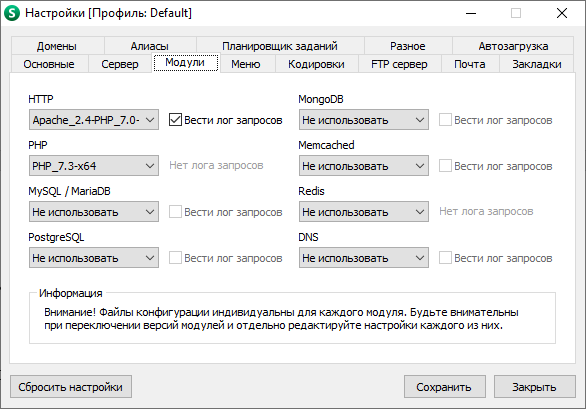 Настройки [Профиль: Default]
Домены Алиасы Планировщик заданий Разное Автозагрузка
Основные Сервер Модули Меню Кодировки FTP сервер Почта Закладки
HTTP
Apache_2.4-PHP_7.0- Вести лог запросов
PHP
PHP_7.3-x64 Нет лога запросов
MySQL / MariaDB
Не использовать Вести лог запросов
PostgreSQL
Не использовать Вести лог запросов
MongoDB
Не использовать Вести лог запросов
Memcached
Не использовать Вести лог запросов
Redis
Не использовать Нет лога запросов
DNS
Не использовать Вести лог запросов
Информация
Внимание! Файлы конфигурации индивидуальны для каждого модуля. Будьте внимательны
при переключении версий модулей и отдельно редактируйте настройки каждого из них.
Сбросить настройки Сохранить Закрыть